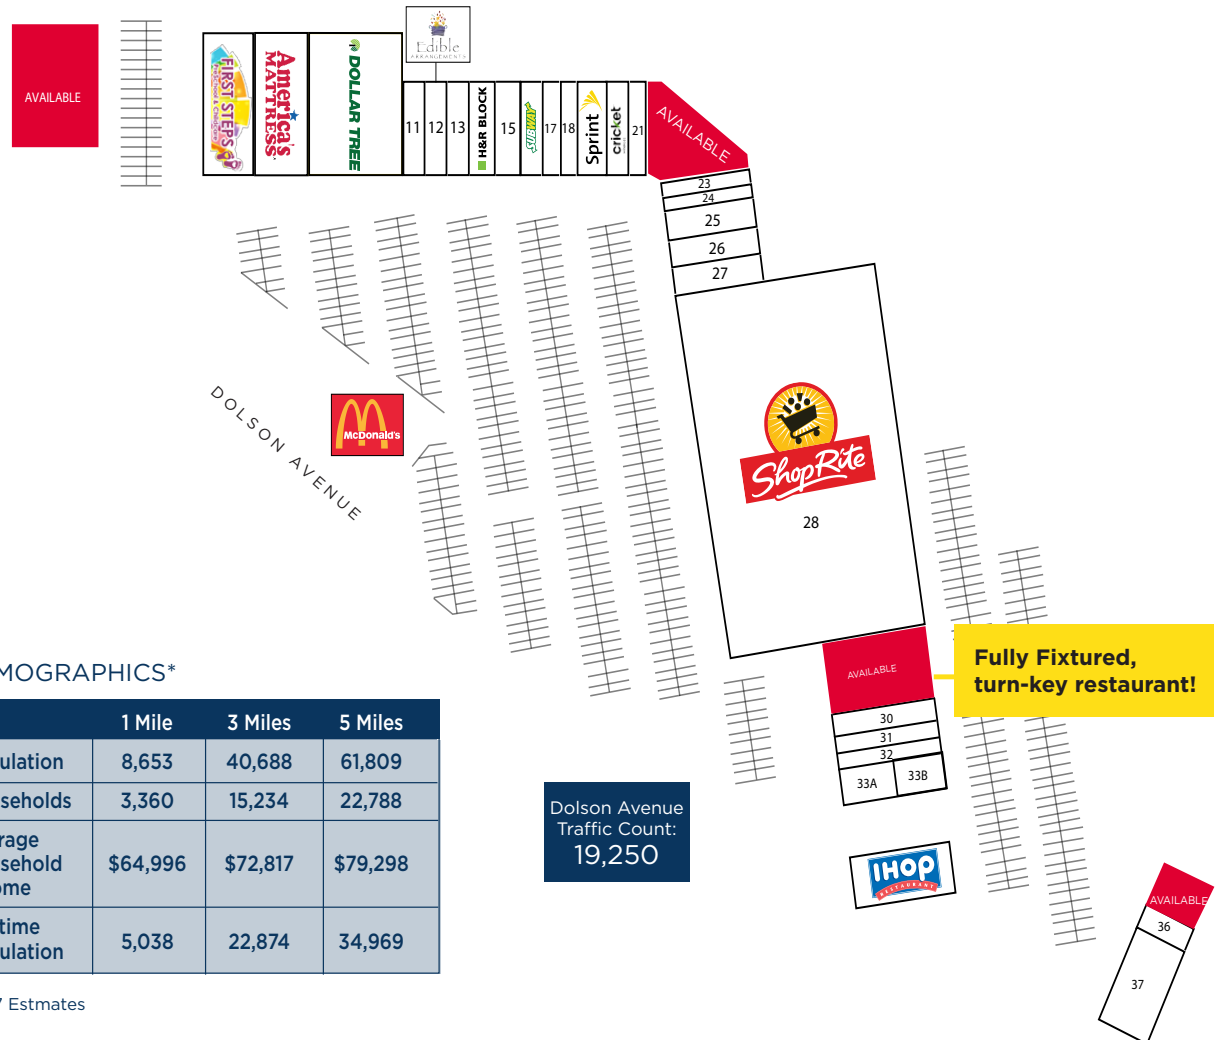 AVAILABLE
FIRST STEPS
Preschool & Childcare
America's
MATTRESS
DOLLAR TREE
Edible
ARRANGEMENTS
11
12
13
H&R BLOCK
15
SUBWAY
17
18
Sprint
cricket
21
AVAILABLE
23
24
25
26
27
ShopRite
28
DOLSON AVENUE
McDonald's
AVAILABLE
Fully Fixtured,
turn-key restaurant!
30
31
32
33A
33B
IHOP
RESTAURANT
AVAILABLE
36
37
Dolson Avenue
Traffic Count:
19,250
MOGRAPHICS*
1 Mile 3 Miles 5 Miles
ulation 8,653 40,688 61,809
seholds 3,360 15,234 22,788
rage
sehold $64,996 $72,817 $79,298
ome
time
ulation 5,038 22,874 34,969
7 Estmates